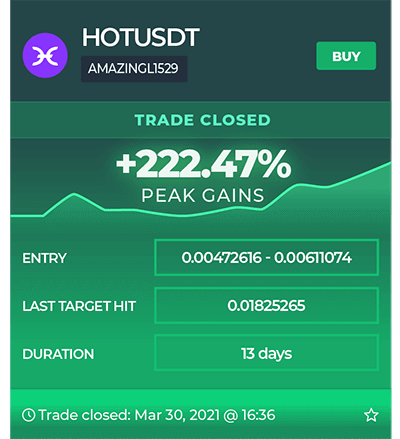 HOTUSDT
AMAZINGL1529
BUY
TRADE CLOSED
+222.47%
PEAK GAINS
ENTRY 0.00472616 - 0.00611074
LAST TARGET HIT 0.01825265
DURATION 13 days
Trade closed: Mar 30, 2021 @ 16:36